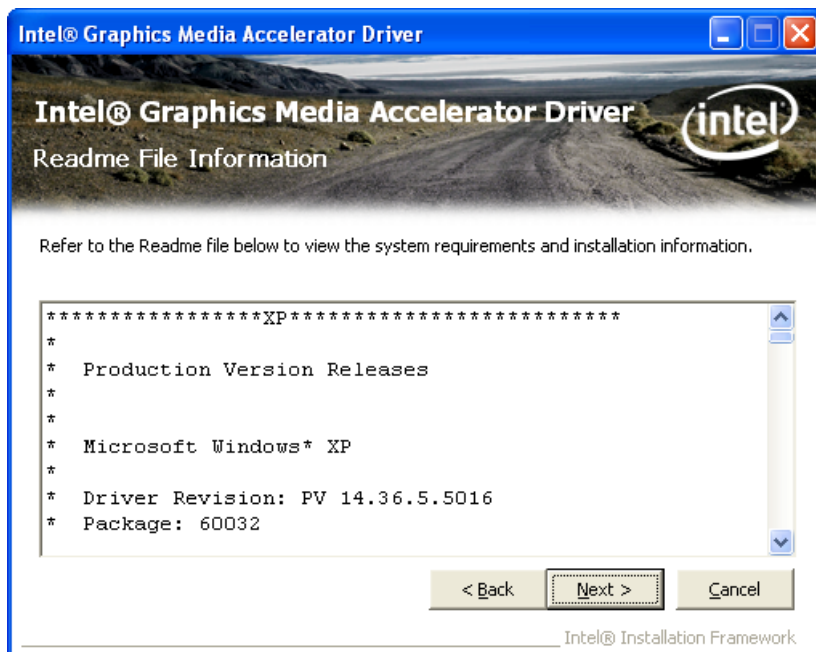 Intel® Graphics Media Accelerator Driver
Intel® Graphics Media Accelerator Driver
intel
Readme File Information
Refer to the Readme file below to view the system requirements and installation information.
*****************XP**************************
*
*  Production Version Releases
*
*
*  Microsoft Windows* XP
*
*  Driver Revision: PV 14.36.5.5016
*  Package: 60032
< Back
Next >
Cancel
Intel® Installation Framework